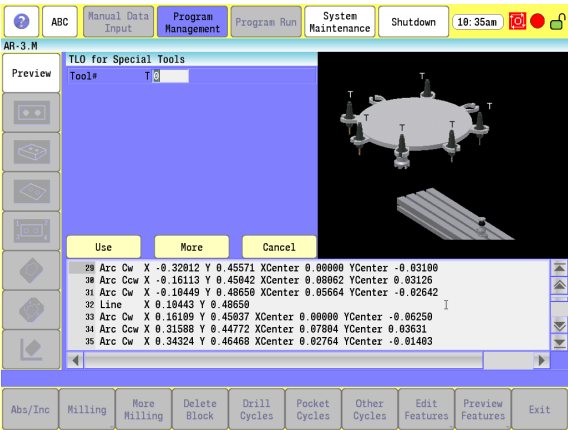 ?
ABC
Manual Data
Input
Program
Management
Program Run
System
Maintenance
Shutdown
10:35am
AR-3.M
Preview
TLO for Special Tools
Tool# T 0
T
T
T
T
T
T
Use
More
Cancel
29 Arc Cw X -0.32012 Y 0.45571 XCenter 0.00000 YCenter -0.03100
30 Arc Ccw X -0.16113 Y 0.45042 XCenter 0.08062 YCenter 0.03126
31 Arc Cw X -0.10449 Y 0.48650 XCenter 0.05664 YCenter -0.02642
32 Line X 0.10443 Y 0.48650
33 Arc Cw X 0.16109 Y 0.45037 XCenter 0.00000 YCenter -0.06250
34 Arc Ccw X 0.31588 Y 0.44772 XCenter 0.07804 YCenter 0.03631
35 Arc Cw X 0.34324 Y 0.46468 XCenter 0.02764 YCenter -0.01403
Abs/Inc
Milling
More
Milling
Delete
Block
Drill
Cycles
Pocket
Cycles
Other
Cycles
Edit
Features
Preview
Features
Exit